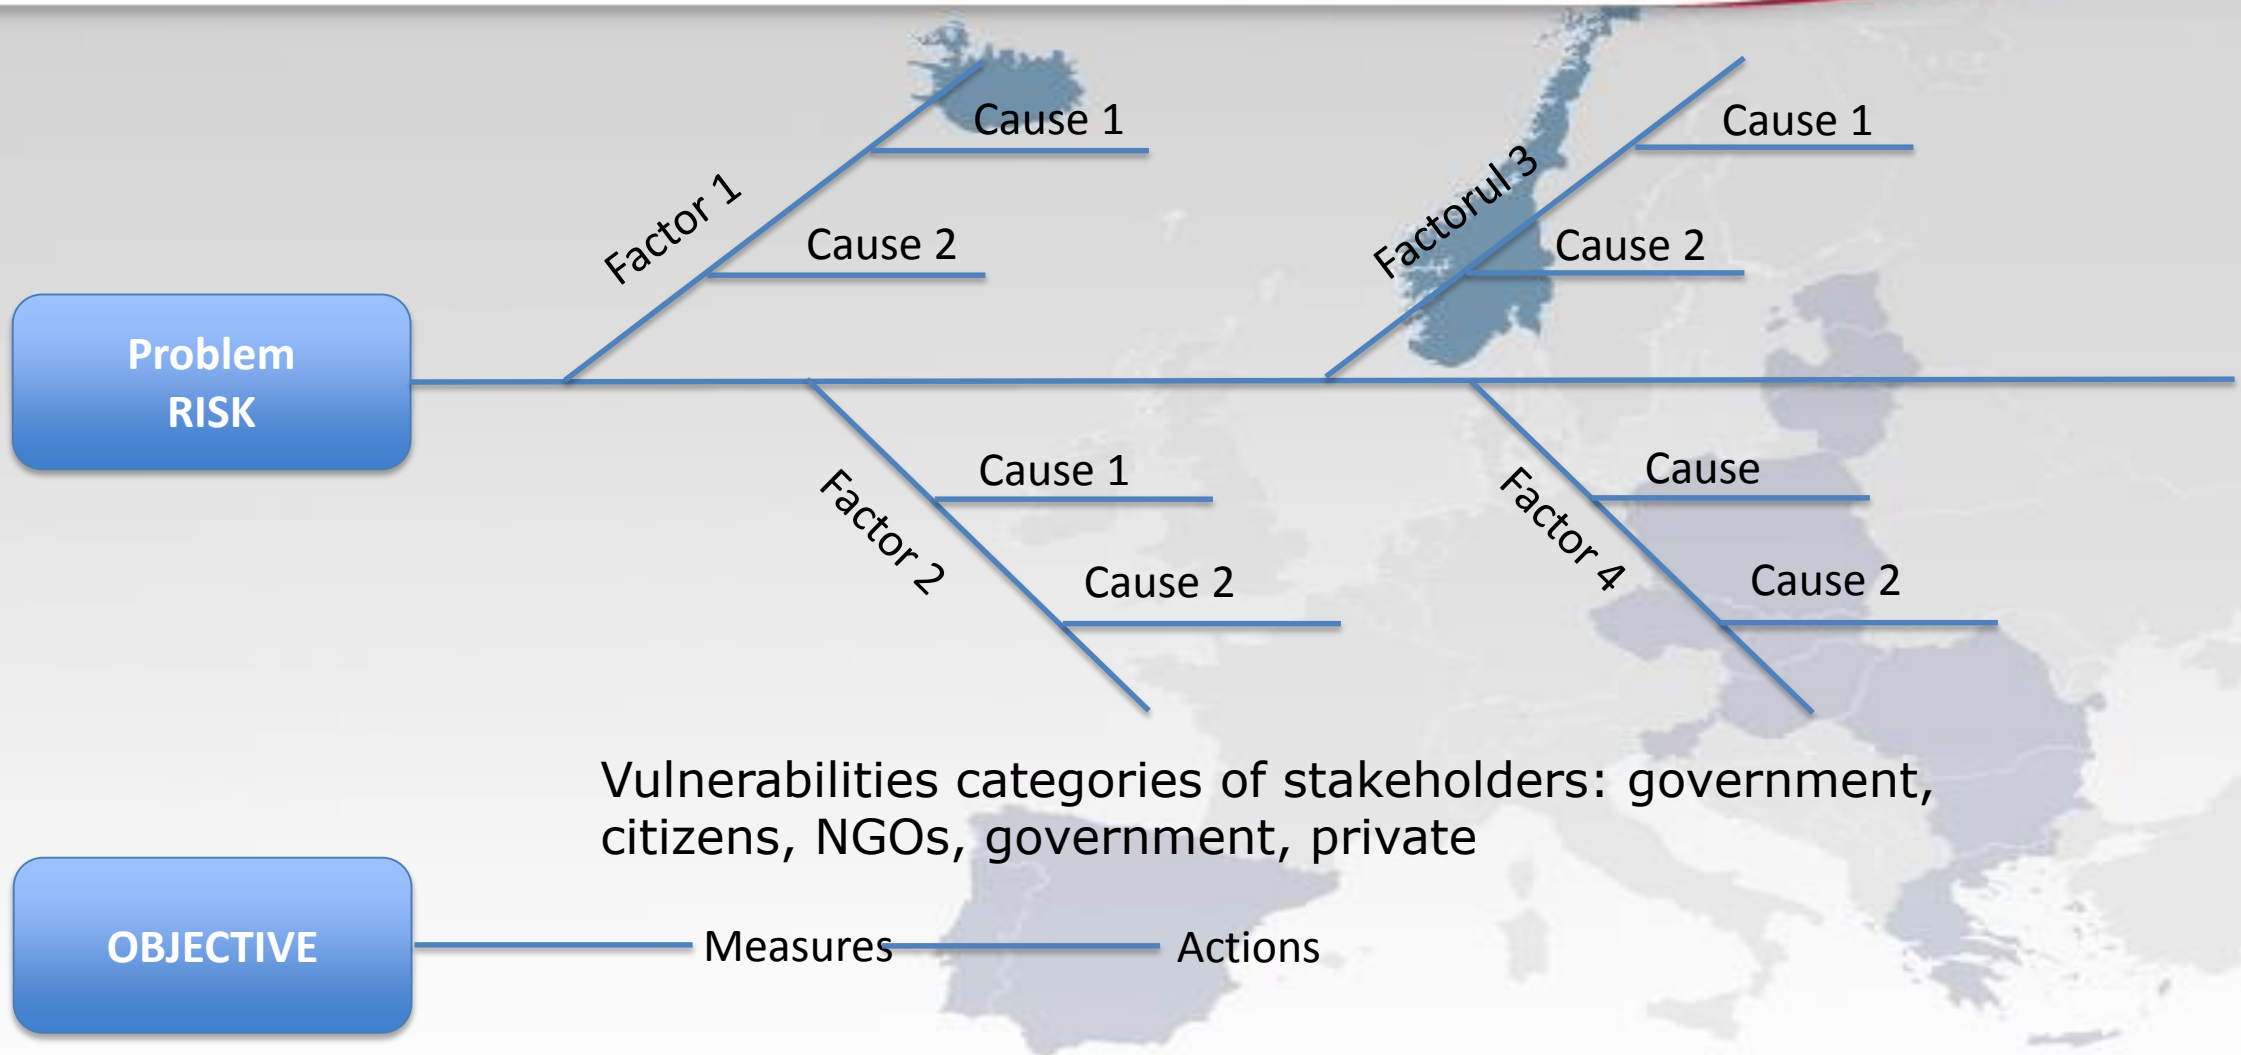 Cause 1
Cause 1
Factor 1
Factorul 3
Cause 2
Cause 2
Problem
RISK
Cause 1
Cause
Factor 2
Factor 4
Cause 2
Cause 2
Vulnerabilities categories of stakeholders: government,
citizens, NGOs, government, private
OBJECTIVE
Measures
Actions